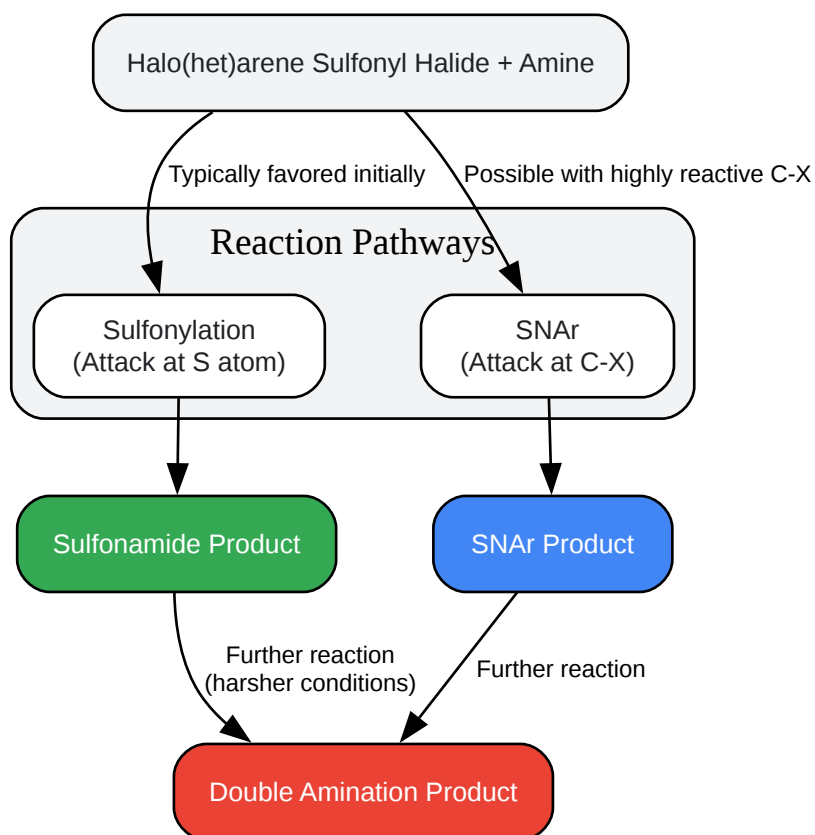 Halo(het)arene Sulfonyl Halide + Amine
Typically favored initially
Possible with highly reactive C-X
Reaction Pathways
Sulfonylation
(Attack at S atom)
SNAr
(Attack at C-X)
Sulfonamide Product
SNAr Product
Further reaction
(harsher conditions)
Further reaction
Double Amination Product